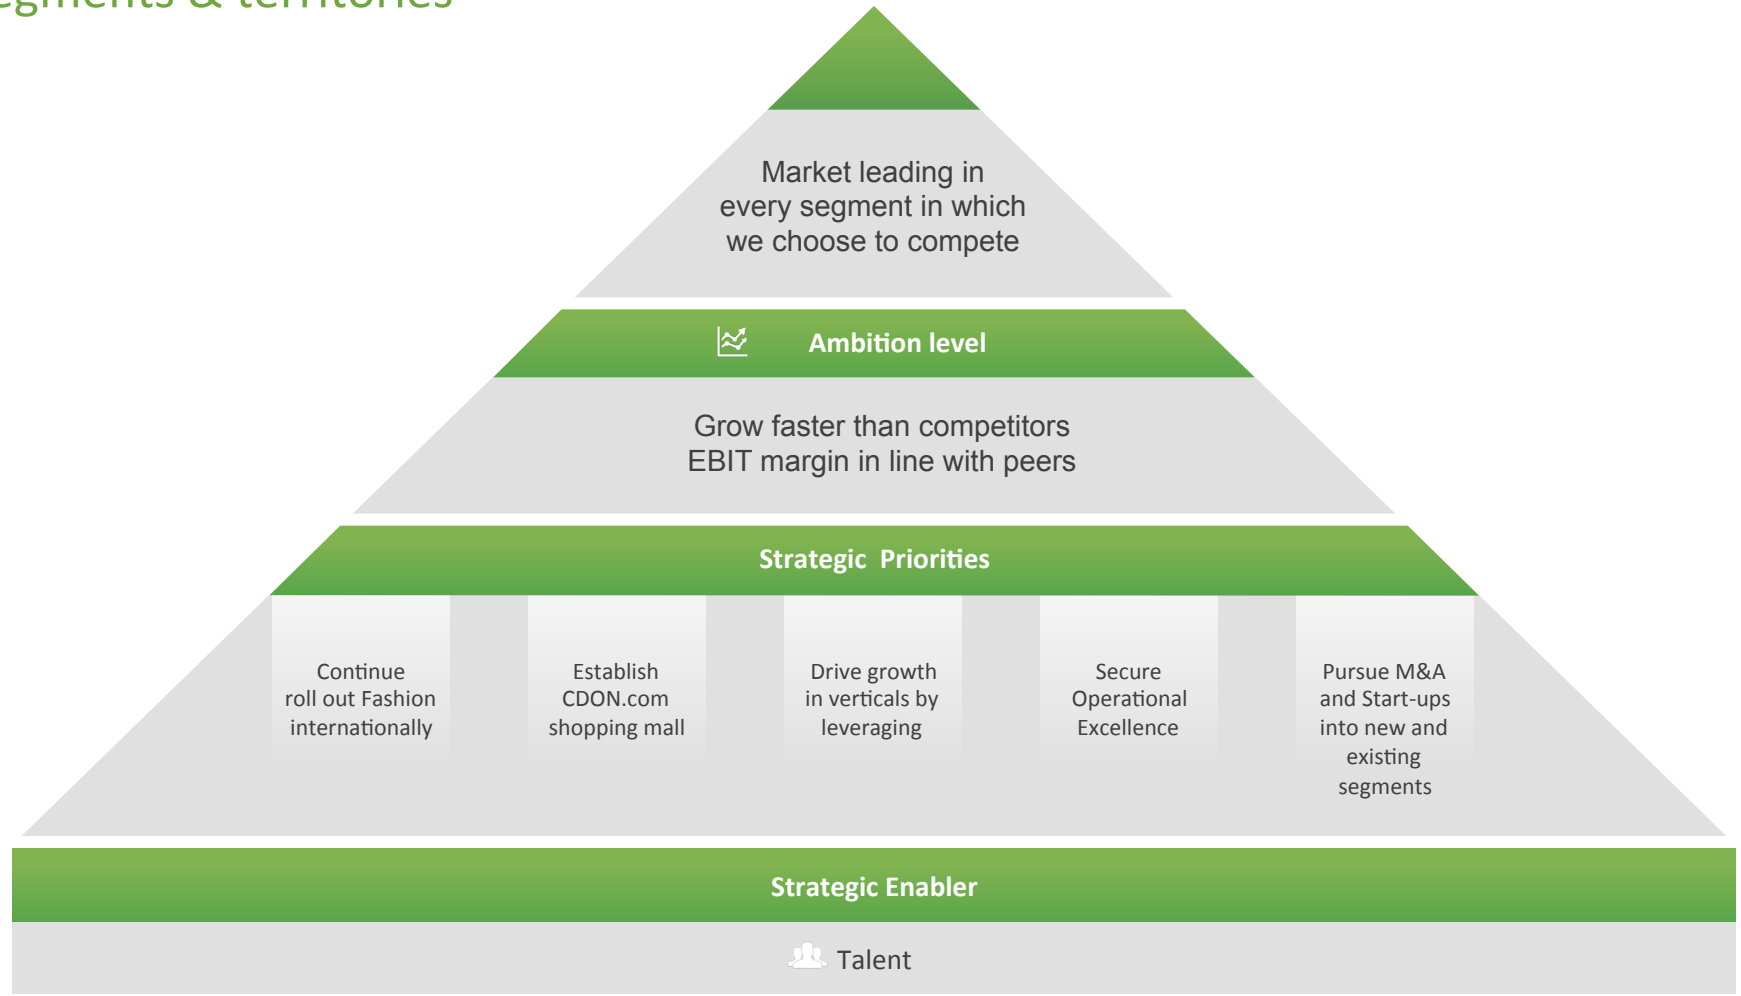 segments & territories
Market leading in
every segment in which
we choose to compete
Ambition level
Grow faster than competitors
EBIT margin in line with peers
Strategic Priorities
Continue
roll out Fashion
internationally
Establish
CDON.com
shopping mall
Drive growth
in verticals by
leveraging
Secure
Operational
Excellence
Pursue M&A
and Start-ups
into new and
existing
segments
Strategic Enabler
Talent